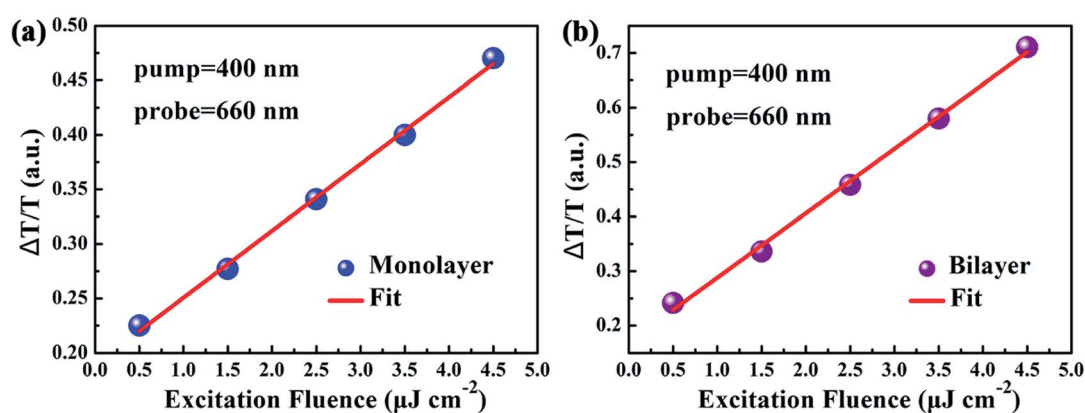 (a)
pump=400 nm
probe=660 nm
Monolayer
Fit
ΔT/T (a.u.)
0.50
0.45
0.40
0.35
0.30
0.25
0.20
0.0 0.5 1.0 1.5 2.0 2.5 3.0 3.5 4.0 4.5 5.0
Excitation Fluence (μJ cm⁻²)
(b)
pump=400 nm
probe=660 nm
Bilayer
Fit
ΔT/T (a.u.)
0.7
0.6
0.5
0.4
0.3
0.2
0.0 0.5 1.0 1.5 2.0 2.5 3.0 3.5 4.0 4.5 5.0
Excitation Fluence (μJ cm⁻²)